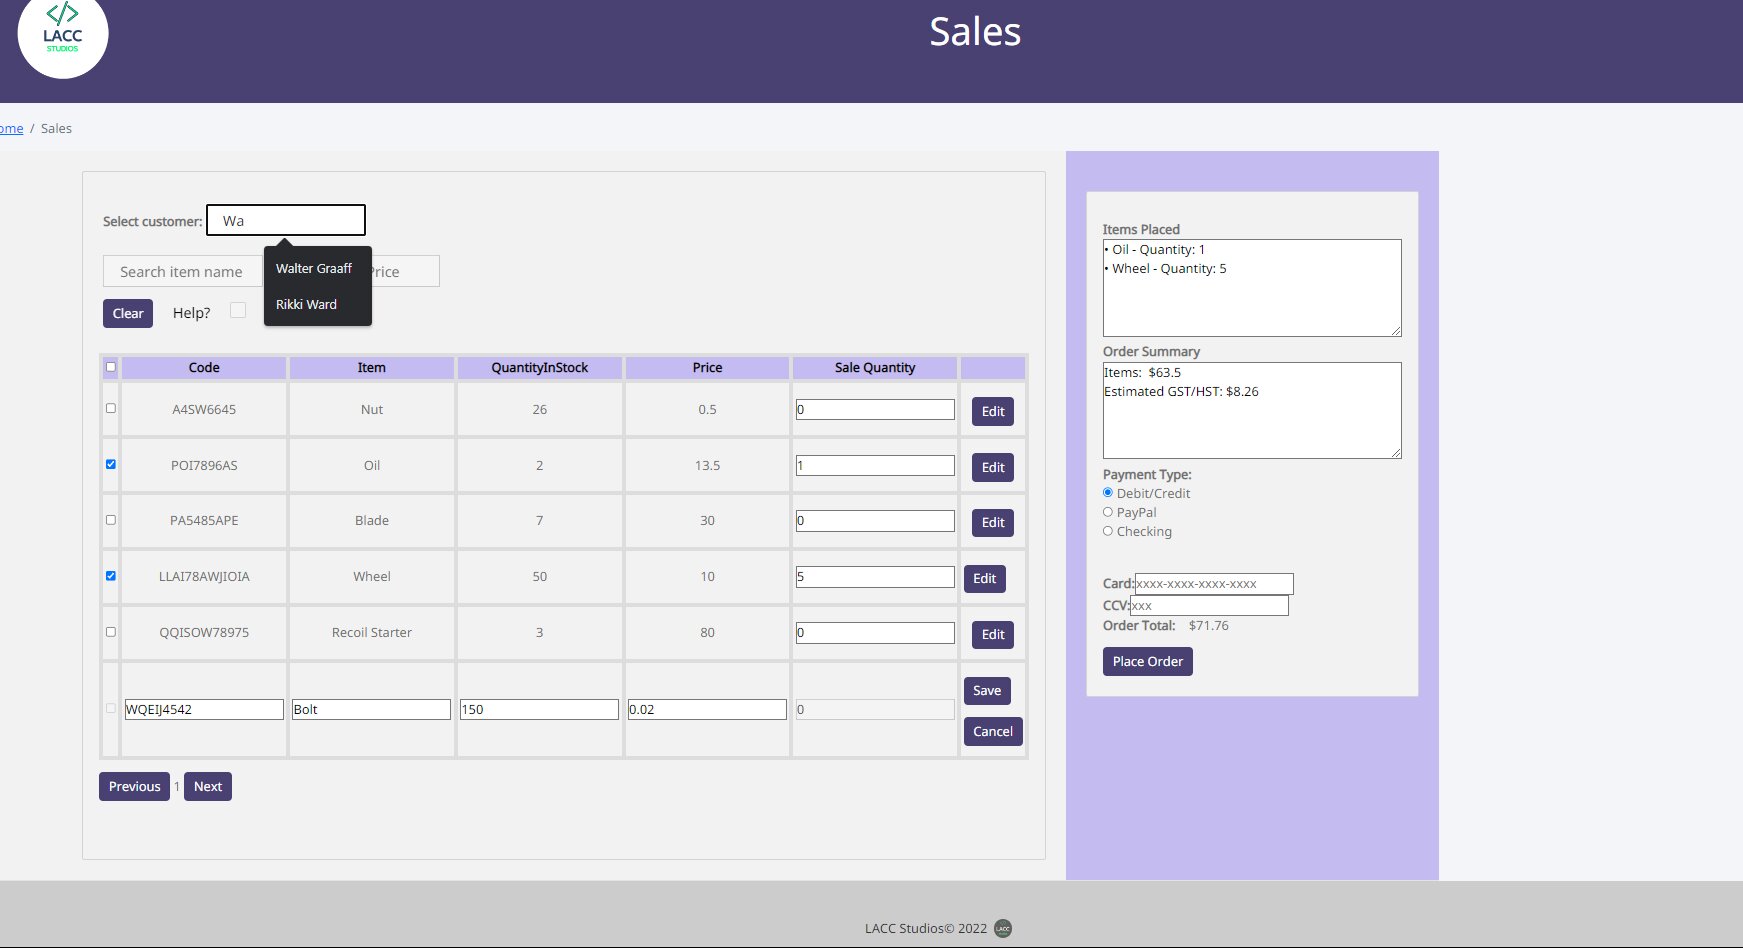 </>
LACC
STUDIOS
Sales
ome / Sales
Select customer: Wa
Walter Graaff
Rikki Ward
Search item name
Price
Clear Help?
Code Item QuantityInStock Price Sale Quantity
A4SW6645 Nut 26 0.5 0 Edit
POI7896AS Oil 2 13.5 1 Edit
PA5485APE Blade 7 30 0 Edit
LLAI78AWJIOIA Wheel 50 10 5 Edit
QQISOW78975 Recoil Starter 3 80 0 Edit
WQEIJ4542 Bolt 150 0.02 0 Save
Cancel
Previous 1 Next
Items Placed
• Oil - Quantity: 1
• Wheel - Quantity: 5
Order Summary
Items: $63.5
Estimated GST/HST: $8.26
Payment Type:
Debit/Credit
PayPal
Checking
Card: xxxx-xxxx-xxxx-xxxx
CCV: xxx
Order Total: $71.76
Place Order
LACC Studios© 2022
LACC